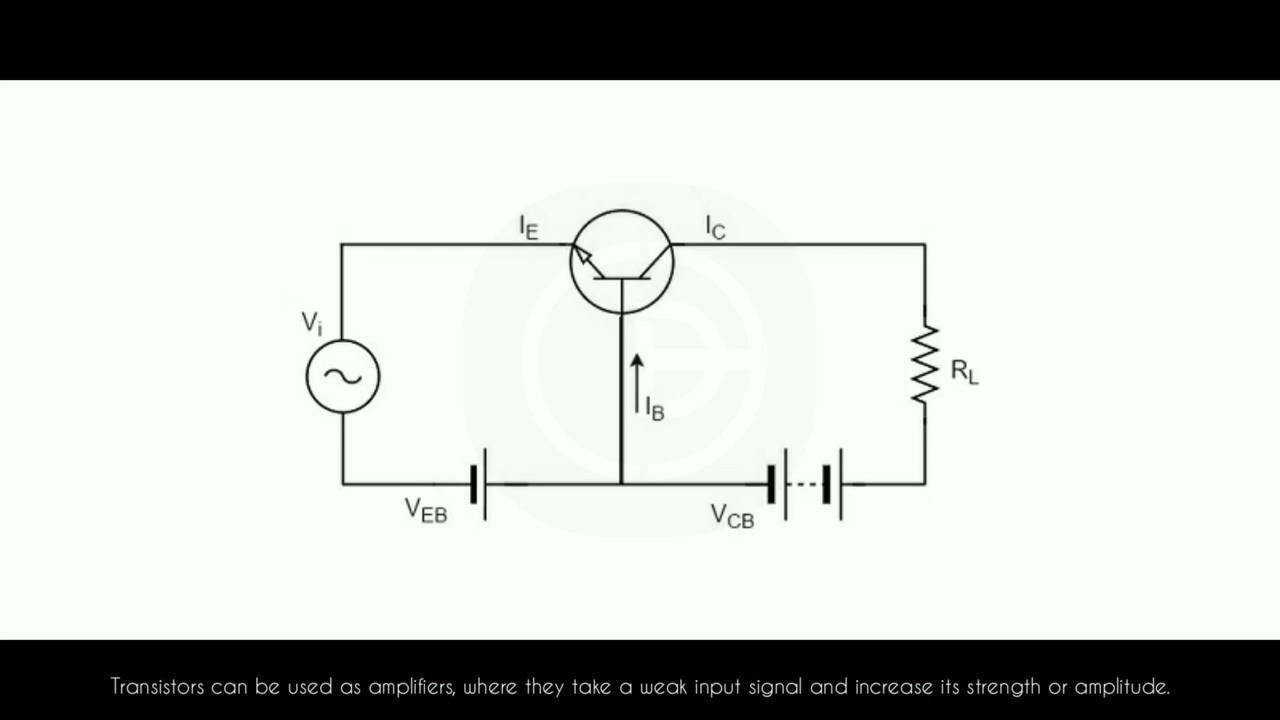 I_E I_C
V_i
R_L
I_B
V_EB V_CB
Transistors can be used as amplifiers, where they take a weak input signal and increase its strength or amplitude.